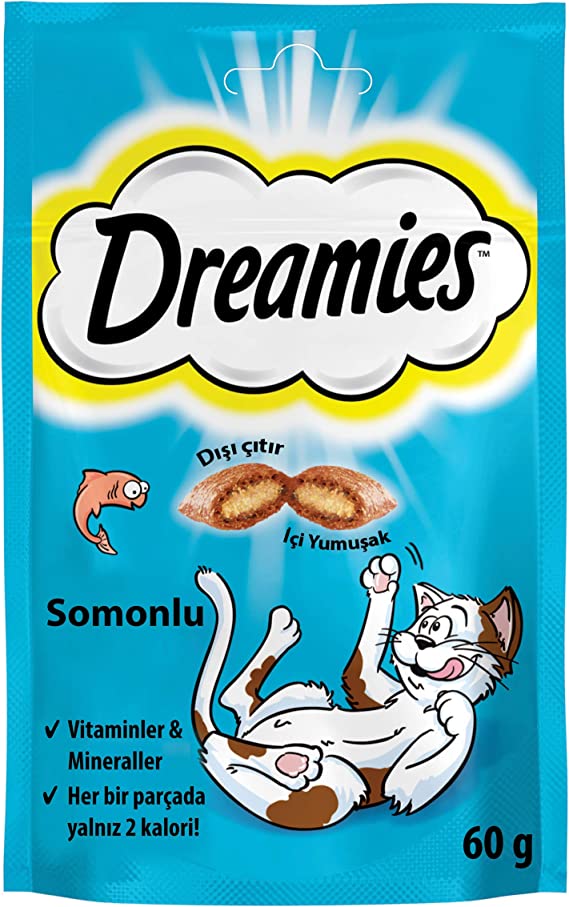 Dreamies™
Dışı çıtır
İçi Yumuşak
Somonlu
✓ Vitaminler &
Mineraller
✓ Her bir parçada
yalnız 2 kalori!
60 g